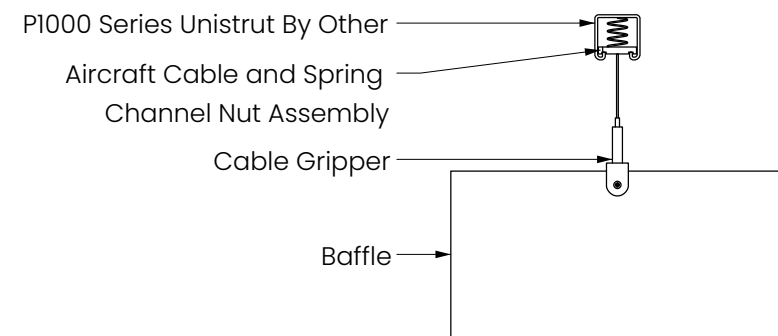 P1000 Series Unistrut By Other
Aircraft Cable and Spring
Channel Nut Assembly
Cable Gripper
Baffle